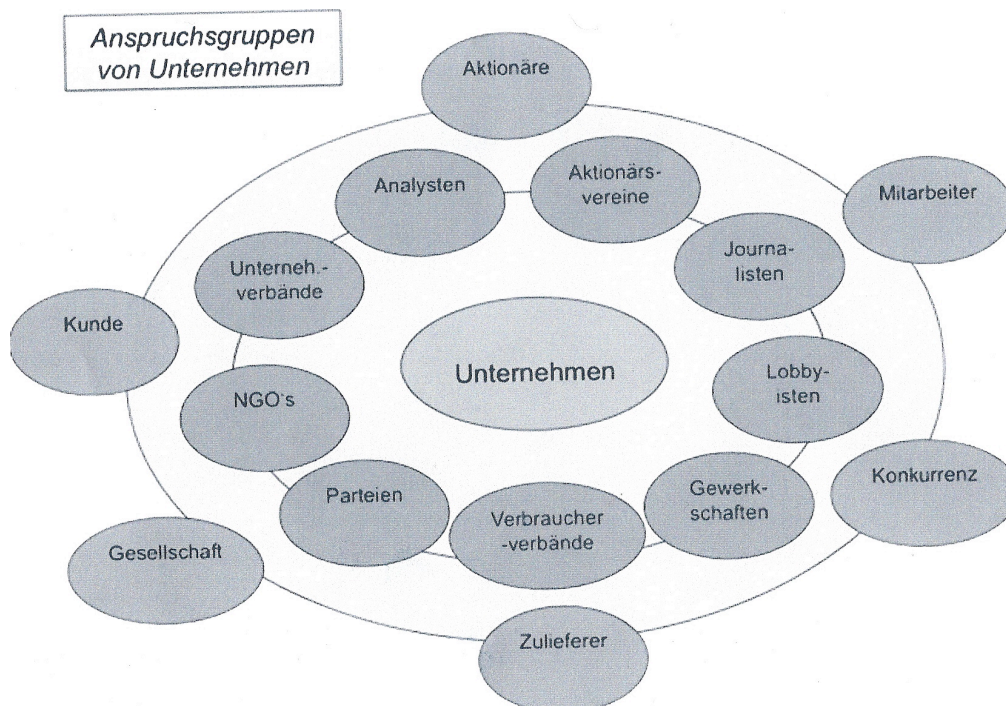 Anspruchsgruppen
von Unternehmen
Aktionäre
Analysten
Aktionärs-
vereine
Mitarbeiter
Unterneh.-
verbände
Journa-
listen
Kunde
Unternehmen
NGO`s
Lobby-
isten
Parteien
Verbraucher
-verbände
Gewerk-
schaften
Konkurrenz
Gesellschaft
Zulieferer